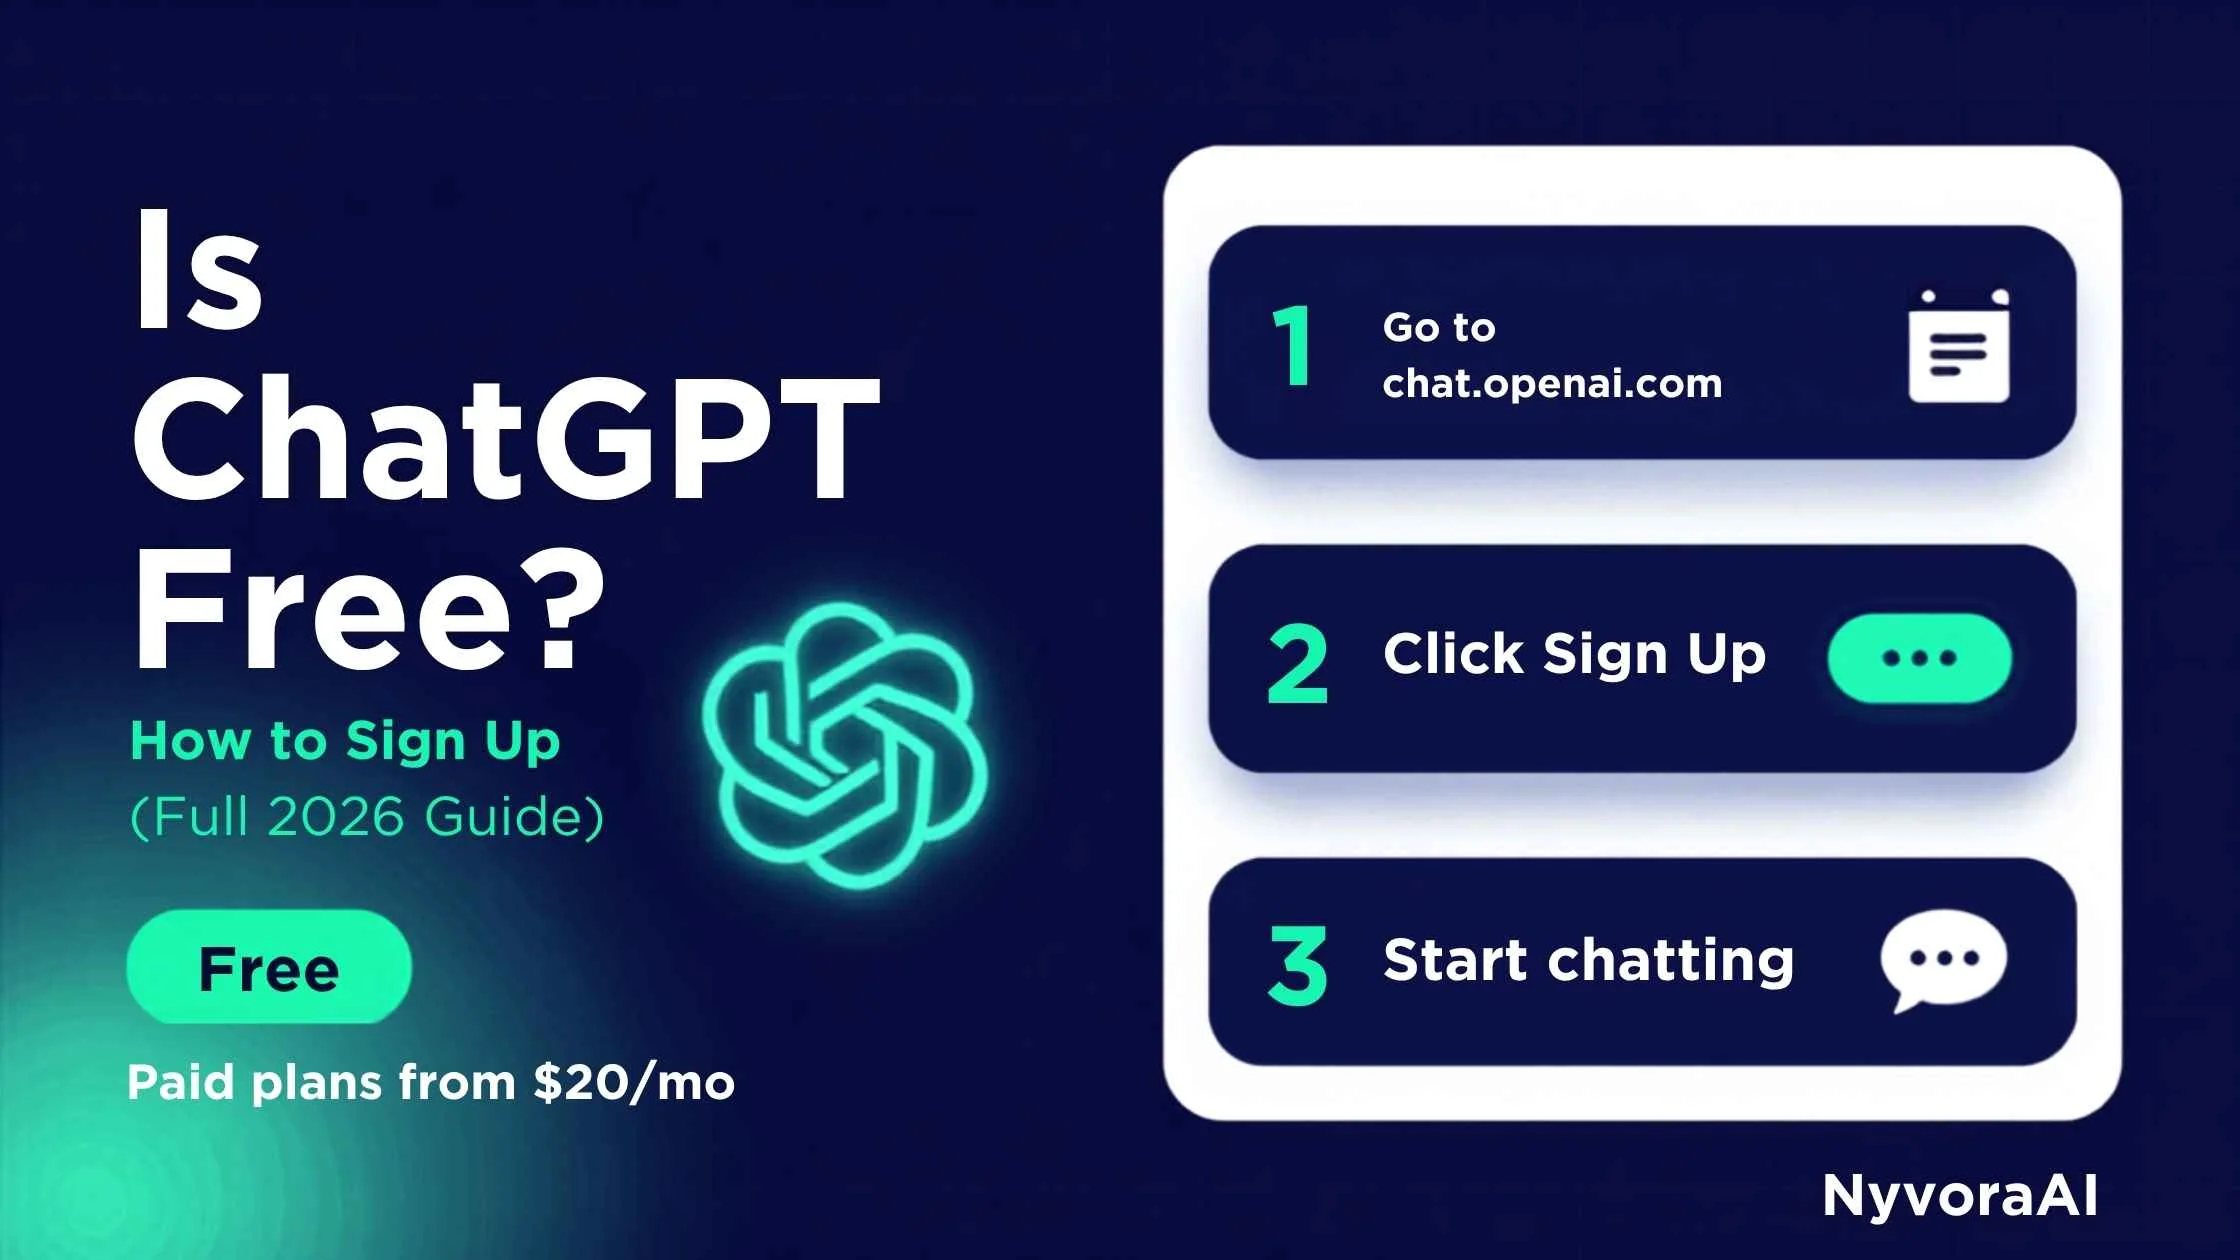 Is
ChatGPT
Free?
How to Sign Up
(Full 2026 Guide)
Free
Paid plans from $20/mo
1
Go to
chat.openai.com
2
Click Sign Up
3
Start chatting
NyvoraAI